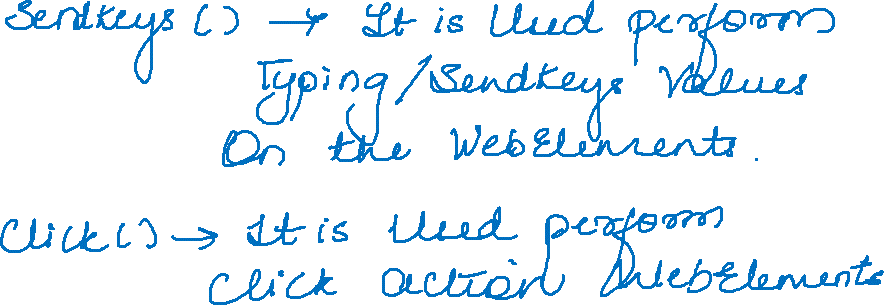 Sendkeys () → It is Used perform
Typing/Sendkeys Values
On the WebElements.
Click () → It is Used perform
Click action WebElements